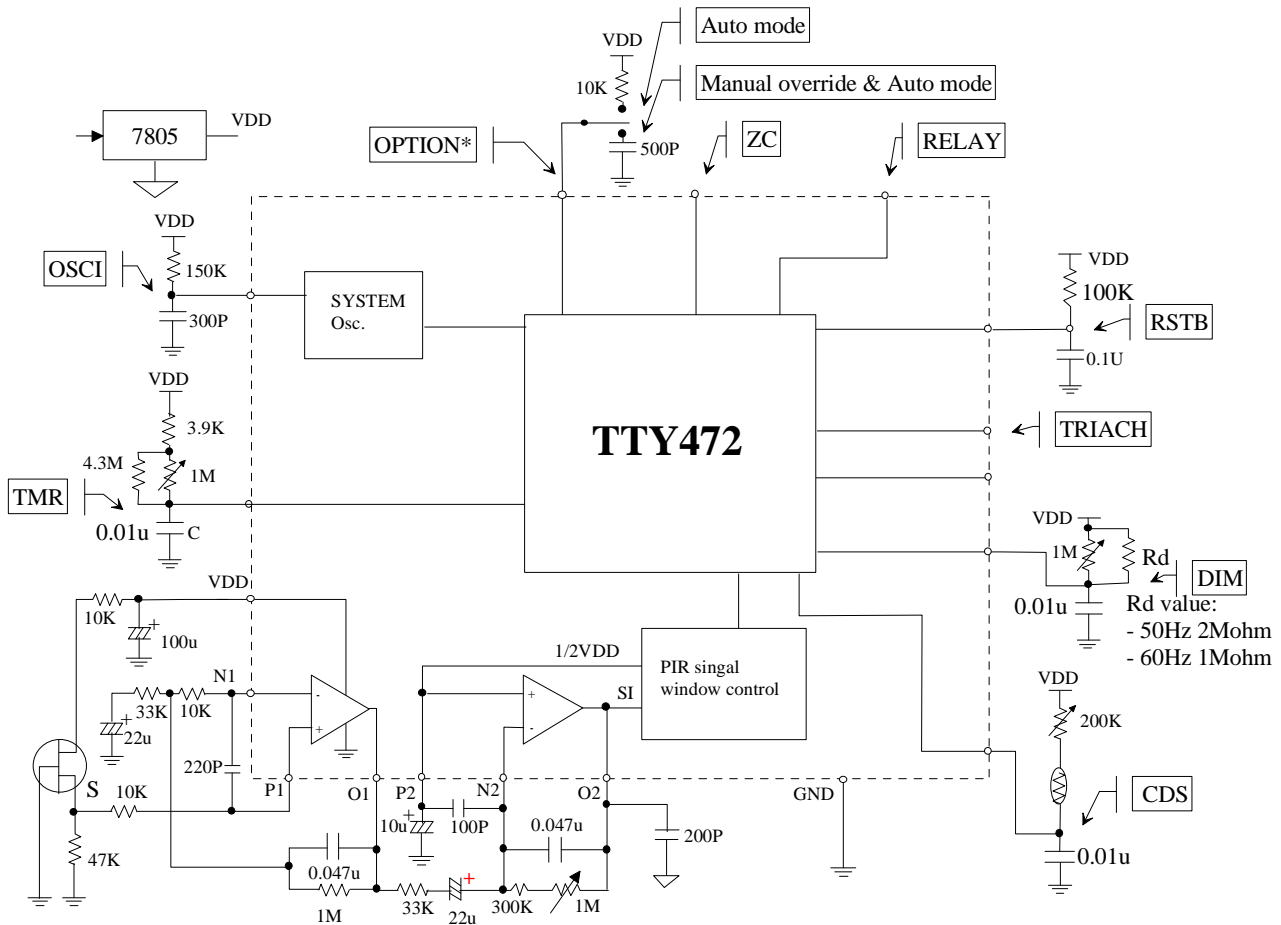 Auto mode
VDD
10K
Manual override & Auto mode
7805
VDD
OPTION*
500P
ZC
RELAY
VDD
150K
OSCI
300P
SYSTEM
Osc.
VDD
100K
RSTB
0.1U
VDD
3.9K
4.3M
1M
TMR
0.01u
C
TTY472
TRIACH
VDD
1M
Rd
DIM
0.01u
Rd value:
- 50Hz 2Mohm
- 60Hz 1Mohm
VDD
10K
+
100u
1/2VDD
PIR singal
window control
SI
N1
33K
10K
+
22u
-
+
+
-
VDD
200K
220P
S
10K
P1
O1
P2
N2
O2
GND
CDS
+
10u
100P
0.047u
200P
0.01u
47K
0.047u
1M
33K
+
22u
300K
1M